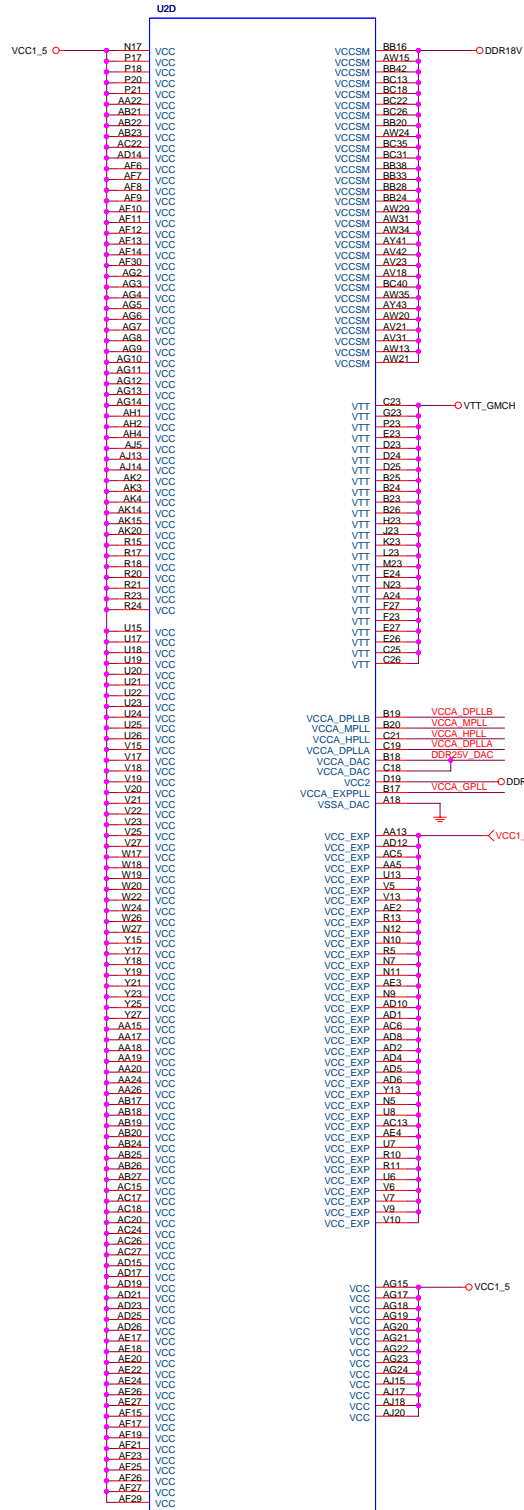 U2D
VCC1_5
N17 VCC
P17 VCC
P18 VCC
P20 VCC
P21 VCC
AA22 VCC
AB21 VCC
AB22 VCC
AB23 VCC
AC22 VCC
AD14 VCC
AF6 VCC
AF7 VCC
AF8 VCC
AF9 VCC
AF10 VCC
AF11 VCC
AF12 VCC
AF13 VCC
AF14 VCC
AF30 VCC
AG2 VCC
AG3 VCC
AG4 VCC
AG5 VCC
AG6 VCC
AG7 VCC
AG8 VCC
AG9 VCC
AG10 VCC
AG11 VCC
AG12 VCC
AG13 VCC
AG14 VCC
AH1 VCC
AH2 VCC
AH4 VCC
AJ5 VCC
AJ13 VCC
AJ14 VCC
AK2 VCC
AK3 VCC
AK4 VCC
AK14 VCC
AK15 VCC
AK20 VCC
R15 VCC
R17 VCC
R18 VCC
R20 VCC
R21 VCC
R23 VCC
R24 VCC
U15 VCC
U17 VCC
U18 VCC
U19 VCC
U20 VCC
U21 VCC
U22 VCC
U23 VCC
U24 VCC
U25 VCC
U26 VCC
V15 VCC
V17 VCC
V18 VCC
V19 VCC
V20 VCC
V21 VCC
V22 VCC
V23 VCC
V25 VCC
V27 VCC
W17 VCC
W18 VCC
W19 VCC
W20 VCC
W22 VCC
W24 VCC
W26 VCC
W27 VCC
Y15 VCC
Y17 VCC
Y18 VCC
Y19 VCC
Y21 VCC
Y23 VCC
Y25 VCC
Y27 VCC
AA15 VCC
AA17 VCC
AA18 VCC
AA19 VCC
AA20 VCC
AA24 VCC
AA26 VCC
AB17 VCC
AB18 VCC
AB19 VCC
AB20 VCC
AB24 VCC
AB25 VCC
AB26 VCC
AB27 VCC
AC15 VCC
AC17 VCC
AC18 VCC
AC20 VCC
AC24 VCC
AC26 VCC
AC27 VCC
AD15 VCC
AD17 VCC
AD19 VCC
AD21 VCC
AD23 VCC
AD25 VCC
AD26 VCC
AE17 VCC
AE18 VCC
AE20 VCC
AE22 VCC
AE24 VCC
AE26 VCC
AE27 VCC
AF15 VCC
AF17 VCC
AF19 VCC
AF21 VCC
AF23 VCC
AF25 VCC
AF26 VCC
AF27 VCC
AF29 VCC
VCCSM BB16 DDR18V
VCCSM AW15
VCCSM BB42
VCCSM BC13
VCCSM BC18
VCCSM BC22
VCCSM BC26
VCCSM BB20
VCCSM AW24
VCCSM BC35
VCCSM BC31
VCCSM BB38
VCCSM BB33
VCCSM BB28
VCCSM BB24
VCCSM AW29
VCCSM AW31
VCCSM AW34
VCCSM AY41
VCCSM AV42
VCCSM AV23
VCCSM AV18
VCCSM BC40
VCCSM AW35
VCCSM AY43
VCCSM AW20
VCCSM AV21
VCCSM AV31
VCCSM AW13
VCCSM AW21
VTT C23 VTT_GMCH
VTT G23
VTT P23
VTT E23
VTT D23
VTT D24
VTT D25
VTT B25
VTT B24
VTT B23
VTT B26
VTT H23
VTT J23
VTT K23
VTT L23
VTT M23
VTT E24
VTT N23
VTT A24
VTT F27
VTT F23
VTT E27
VTT E26
VTT C25
VTT C26
VCCA_DPLLB B19 VCCA_DPLLB
VCCA_MPLL B20 VCCA_MPLL
VCCA_HPLL C21 VCCA_HPLL
VCCA_DPLLA C19 VCCA_DPLLA
VCCA_DAC B18 DDR25V_DAC
VCCA_DAC C18
VCC2 D19 DDR
VCCA_EXPPLL B17 VCCA_GPLL
VSSA_DAC A18
VCC_EXP AA13 VCC1_
VCC_EXP AD12
VCC_EXP AC5
VCC_EXP AA5
VCC_EXP U13
VCC_EXP V5
VCC_EXP V13
VCC_EXP AE2
VCC_EXP R13
VCC_EXP N12
VCC_EXP N10
VCC_EXP R5
VCC_EXP N7
VCC_EXP N11
VCC_EXP AE3
VCC_EXP N9
VCC_EXP AD10
VCC_EXP AD1
VCC_EXP AC6
VCC_EXP AD8
VCC_EXP AD2
VCC_EXP AD4
VCC_EXP AD5
VCC_EXP AD6
VCC_EXP Y13
VCC_EXP N5
VCC_EXP U8
VCC_EXP AC13
VCC_EXP AE4
VCC_EXP U7
VCC_EXP R10
VCC_EXP R11
VCC_EXP U6
VCC_EXP V6
VCC_EXP V7
VCC_EXP V9
VCC_EXP V10
VCC AG15 VCC1_5
VCC AG17
VCC AG18
VCC AG19
VCC AG20
VCC AG21
VCC AG22
VCC AG23
VCC AG24
VCC AJ15
VCC AJ17
VCC AJ18
VCC AJ20